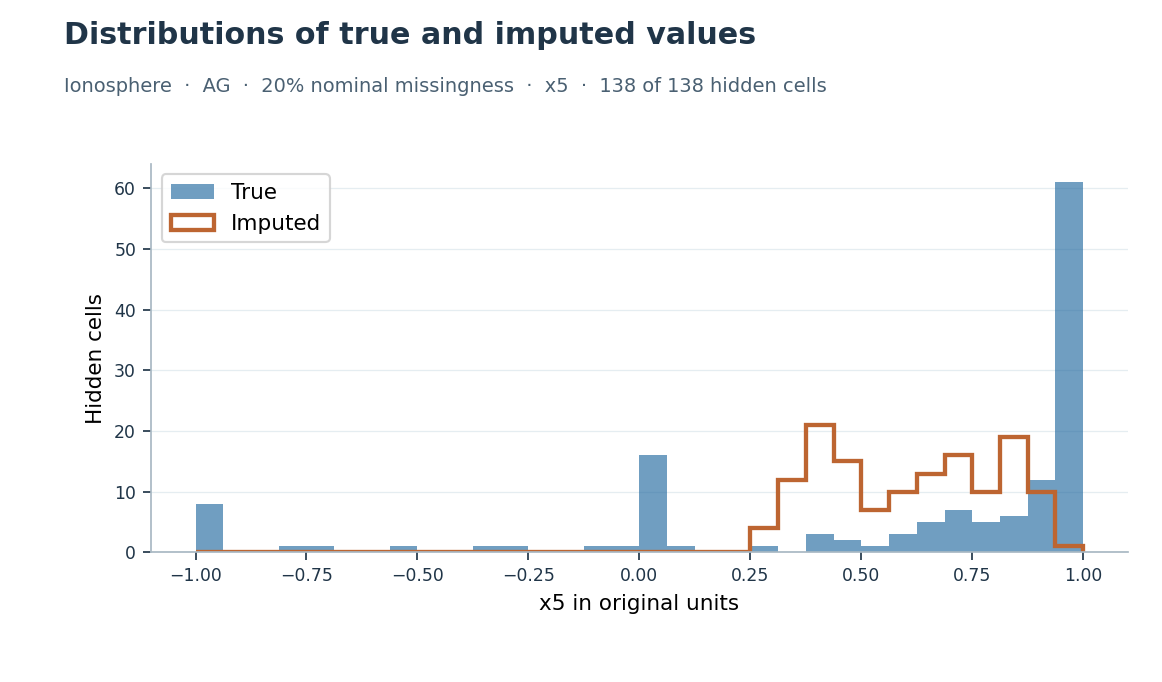 Distributions of true and imputed values
Ionosphere · AG · 20% nominal missingness · x5 · 138 of 138 hidden cells
True
Imputed
Hidden cells
60
50
40
30
20
10
0
−1.00 −0.75 −0.50 −0.25 0.00 0.25 0.50 0.75 1.00
x5 in original units